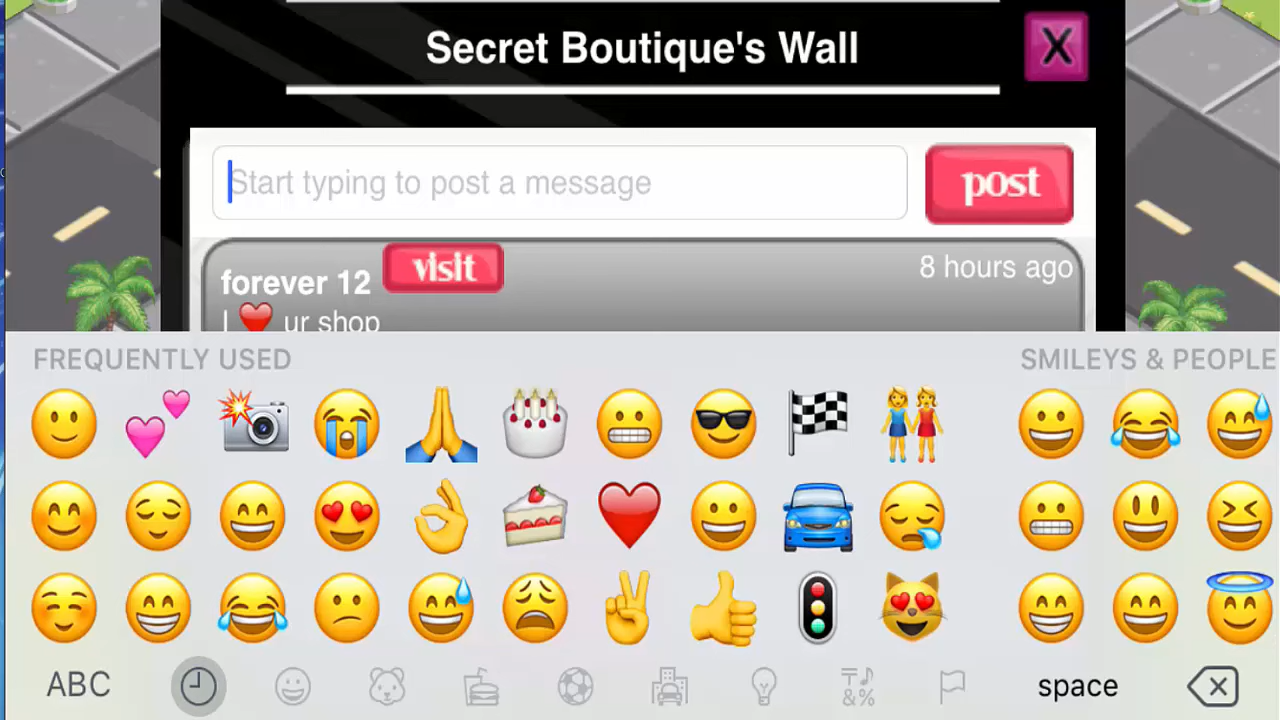 Secret Boutique's Wall
X
Start typing to post a message
post
forever 12
visit
8 hours ago
I ❤️ ur shop
FREQUENTLY USED
SMILEYS & PEOPLE
ABC
space